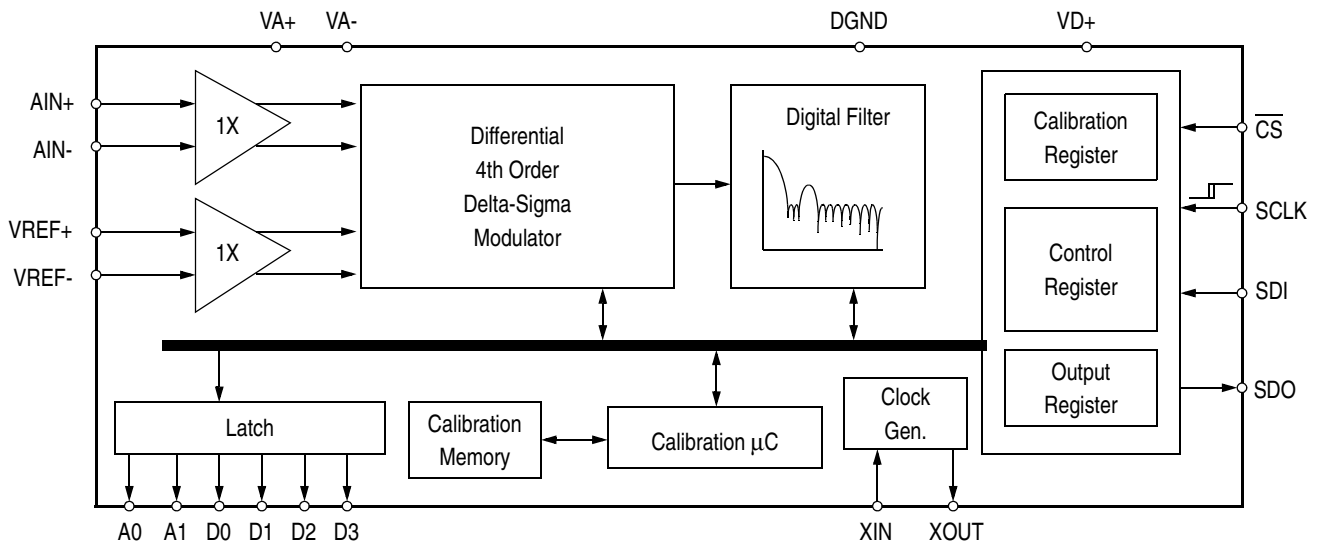 VA+ VA- DGND VD+
AIN+
AIN-
VREF+
VREF-
1X
1X
Differential
4th Order
Delta-Sigma
Modulator
Digital Filter
Calibration
Register
Control
Register
Output
Register
CS
SCLK
SDI
SDO
Latch
Calibration
Memory
Calibration µC
Clock
Gen.
A0 A1 D0 D1 D2 D3 XIN XOUT